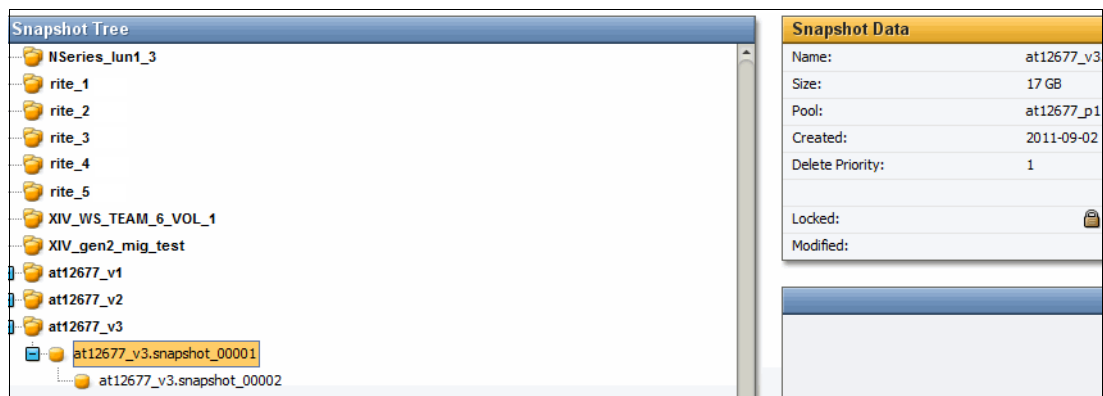 Snapshot Tree
NSeries_lun1_3
rite_1
rite_2
rite_3
rite_4
rite_5
XIV_WS_TEAM_6_VOL_1
XIV_gen2_mig_test
at12677_v1
at12677_v2
at12677_v3
at12677_v3.snapshot_00001
at12677_v3.snapshot_00002
Snapshot Data
Name: at12677_v3.
Size: 17 GB
Pool: at12677_p1
Created: 2011-09-02
Delete Priority: 1
Locked:
Modified: